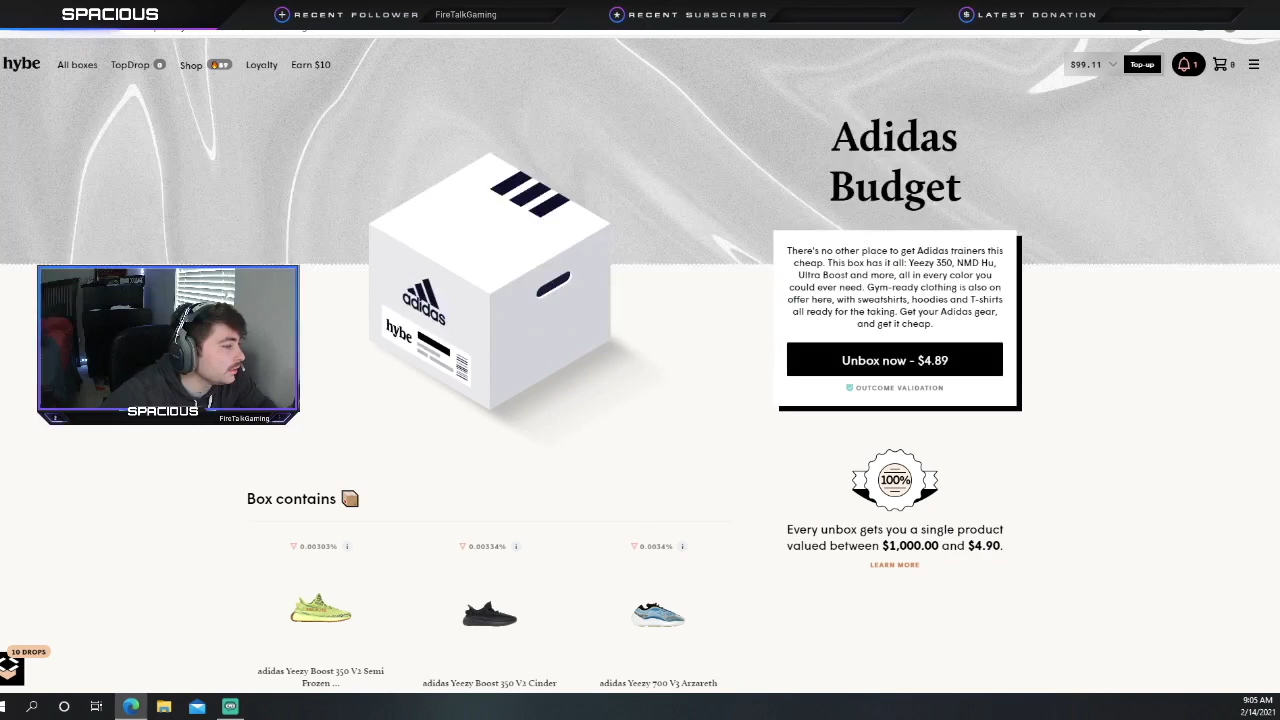 SPACIOUS
RECENT FOLLOWER
FireTalkGaming
RECENT SUBSCRIBER
LATEST DONATION
hybe
All boxes
TopDrop 0
Shop 🔥59
Loyalty
Earn $10
$99.11
Top-up
1
0
Adidas
Budget
There's no other place to get Adidas trainers this
cheap. This box has it all: Yeezy 350, NMD Hu,
Ultra Boost and more, all in every color you
could ever need. Gym-ready clothing is also on
offer here, with sweatshirts, hoodies and T-shirts
all ready for the taking. Get your Adidas gear,
and get it cheap.
Unbox now - $4.89
OUTCOME VALIDATION
adidas
hybe
SPACIOUS
FireTalkGaming
100%
Every unbox gets you a single product
valued between $1,000.00 and $4.90.
LEARN MORE
Box contains
0.00303% i
0.00334% i
0.0034% i
adidas Yeezy Boost 350 V2 Semi
Frozen ...
adidas Yeezy Boost 350 V2 Cinder
adidas Yeezy 700 V3 Arzareth
10 DROPS
9:05 AM
2/14/2021